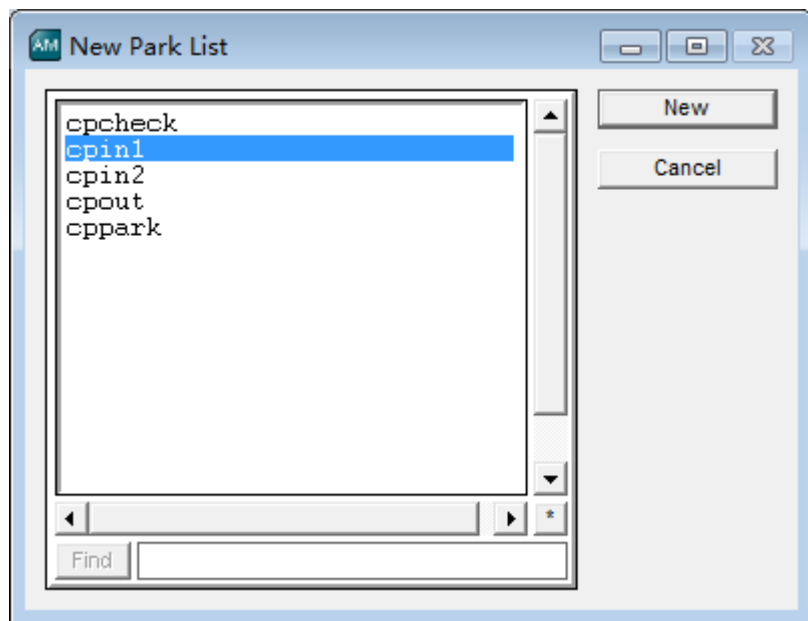 AM New Park List
cpcheck
cpin1
cpin2
cpout
cppark
New
Cancel
*
Find